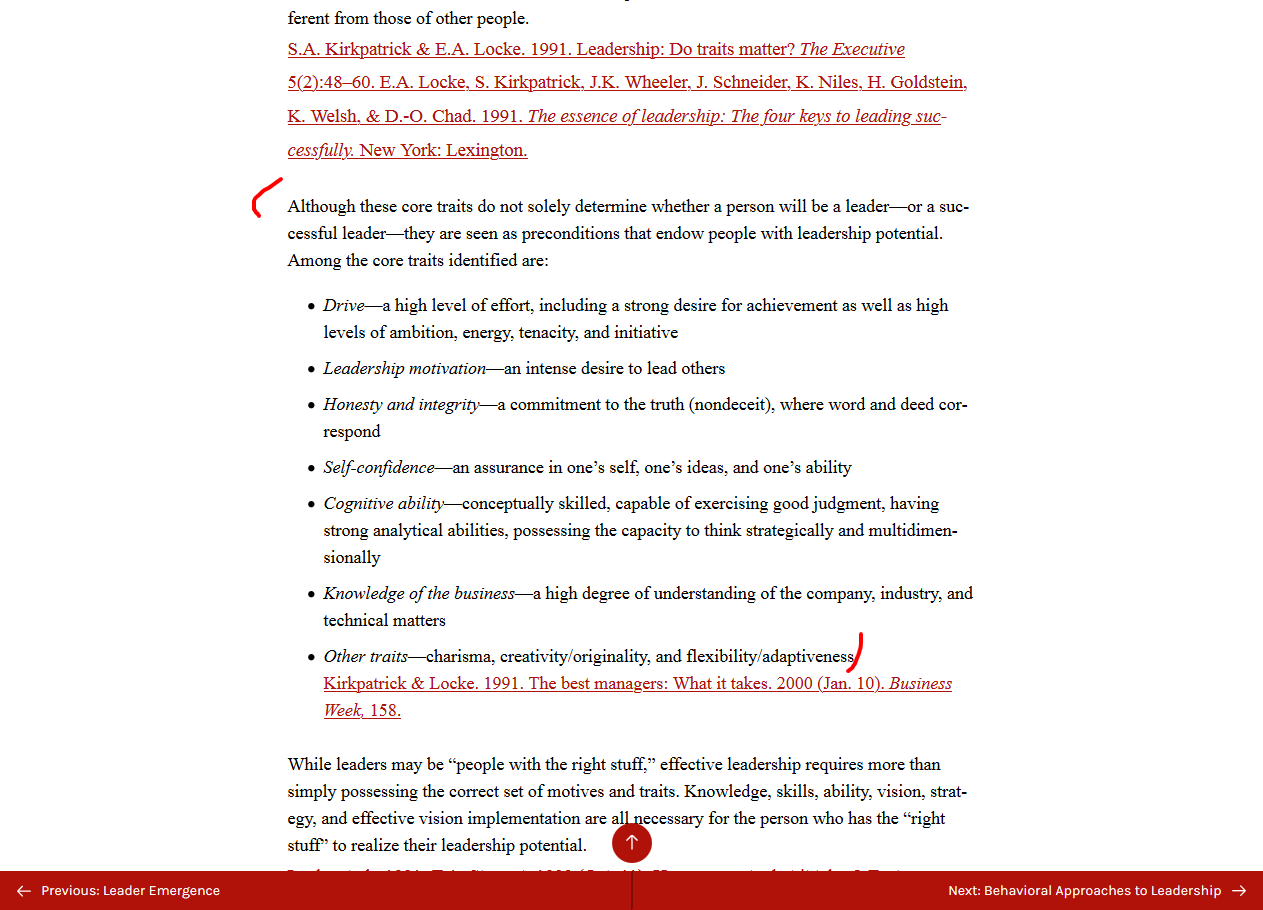 ferent from those of other people.
S.A. Kirkpatrick & E.A. Locke. 1991. Leadership: Do traits matter? The Executive
5(2):48–60. E.A. Locke, S. Kirkpatrick, J.K. Wheeler, J. Schneider, K. Niles, H. Goldstein,
K. Welsh, & D.-O. Chad. 1991. The essence of leadership: The four keys to leading suc-
cessfully. New York: Lexington.
Although these core traits do not solely determine whether a person will be a leader—or a suc-
cessful leader—they are seen as preconditions that endow people with leadership potential.
Among the core traits identified are:
• Drive—a high level of effort, including a strong desire for achievement as well as high
levels of ambition, energy, tenacity, and initiative
• Leadership motivation—an intense desire to lead others
• Honesty and integrity—a commitment to the truth (nondeceit), where word and deed cor-
respond
• Self-confidence—an assurance in one’s self, one’s ideas, and one’s ability
• Cognitive ability—conceptually skilled, capable of exercising good judgment, having
strong analytical abilities, possessing the capacity to think strategically and multidimen-
sionally
• Knowledge of the business—a high degree of understanding of the company, industry, and
technical matters
• Other traits—charisma, creativity/originality, and flexibility/adaptiveness
Kirkpatrick & Locke. 1991. The best managers: What it takes. 2000 (Jan. 10). Business
Week, 158.
While leaders may be “people with the right stuff,” effective leadership requires more than
simply possessing the correct set of motives and traits. Knowledge, skills, ability, vision, strat-
egy, and effective vision implementation are all necessary for the person who has the “right
stuff” to realize their leadership potential.
← Previous: Leader Emergence
Next: Behavioral Approaches to Leadership →